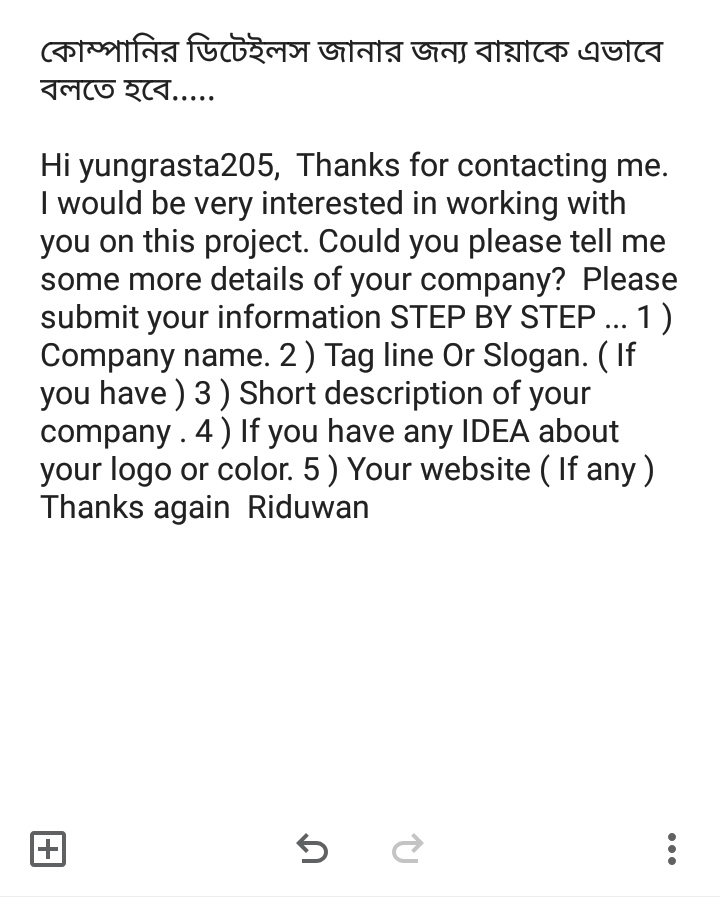 কোম্পানির ডিটেইলস জানার জন্য বায়াকে এভাবে
বলতে হবে.....
Hi yungrasta205,  Thanks for contacting me.
I would be very interested in working with
you on this project. Could you please tell me
some more details of your company?  Please
submit your information STEP BY STEP ... 1 )
Company name. 2 ) Tag line Or Slogan. ( If
you have ) 3 ) Short description of your
company . 4 ) If you have any IDEA about
your logo or color. 5 ) Your website ( If any )
Thanks again  Riduwan